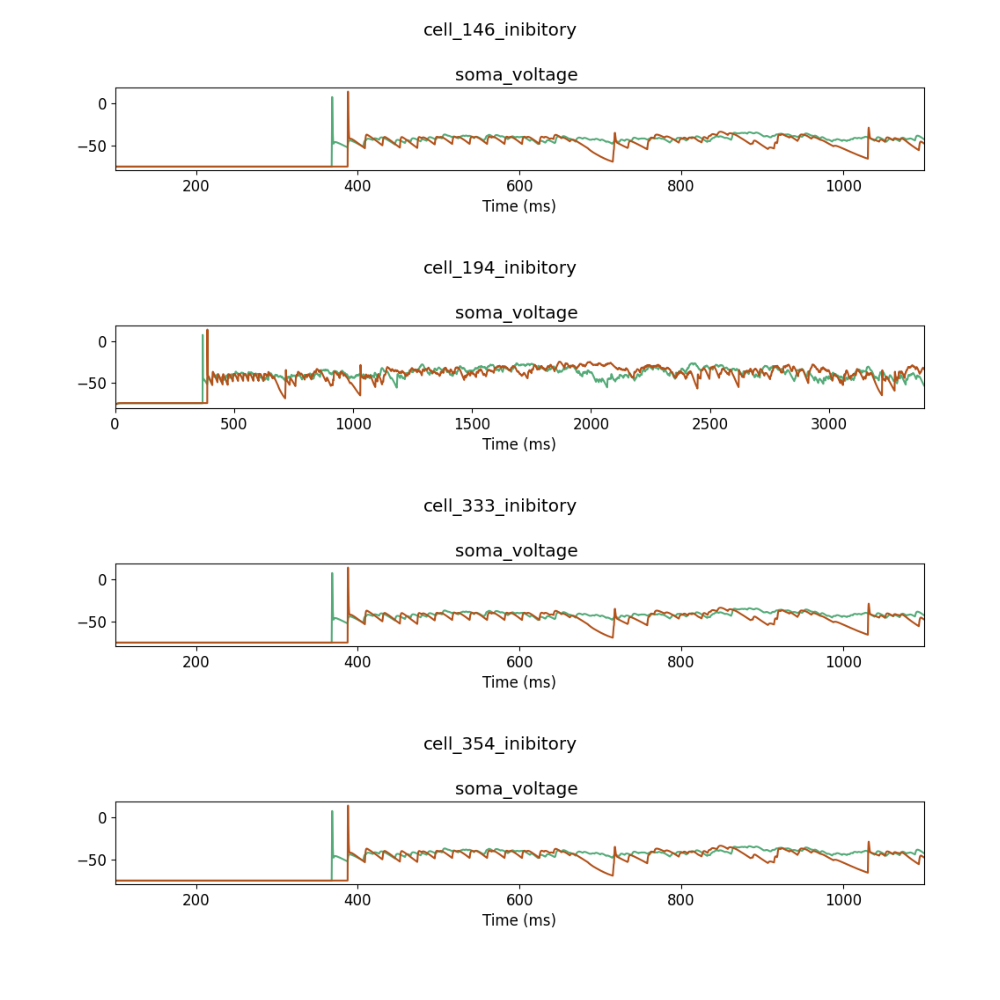 cell_146_inibitory
soma_voltage
0
−50
200 400 600 800 1000
Time (ms)
cell_194_inibitory
soma_voltage
0
−50
0 500 1000 1500 2000 2500 3000
Time (ms)
cell_333_inibitory
soma_voltage
0
−50
200 400 600 800 1000
Time (ms)
cell_354_inibitory
soma_voltage
0
−50
200 400 600 800 1000
Time (ms)